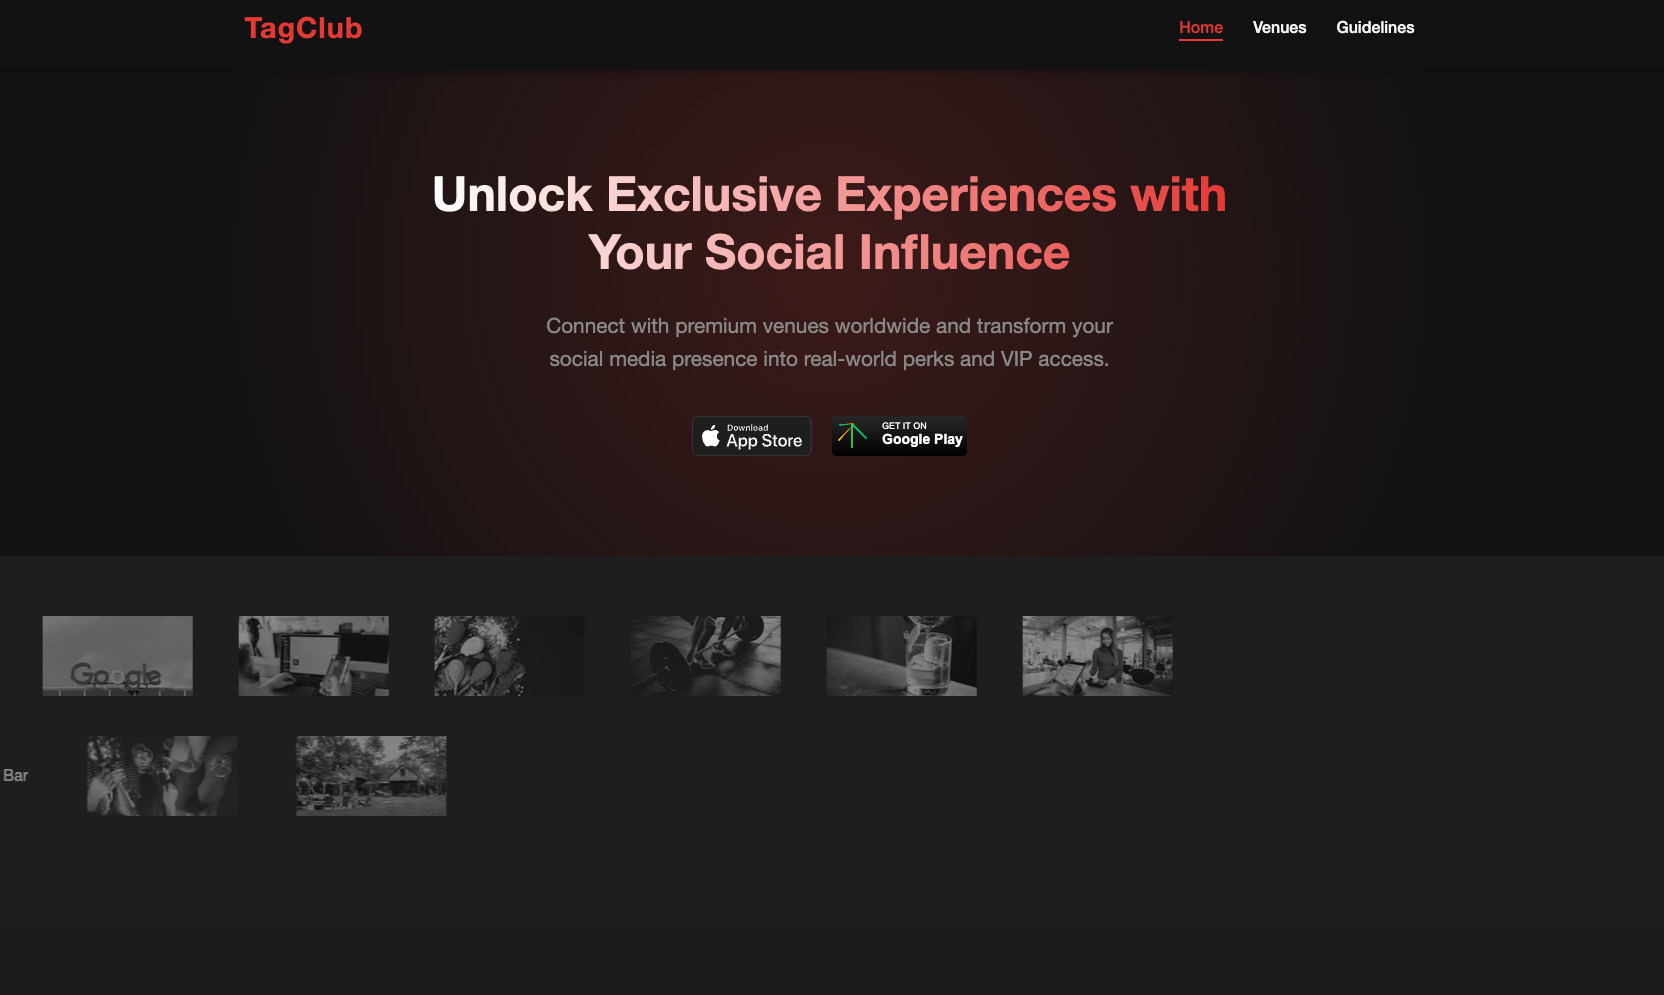 TagClub
Home Venues Guidelines
Unlock Exclusive Experiences with
Your Social Influence
Connect with premium venues worldwide and transform your
social media presence into real-world perks and VIP access.
Download
App Store
GET IT ON
Google Play
Google
Bar